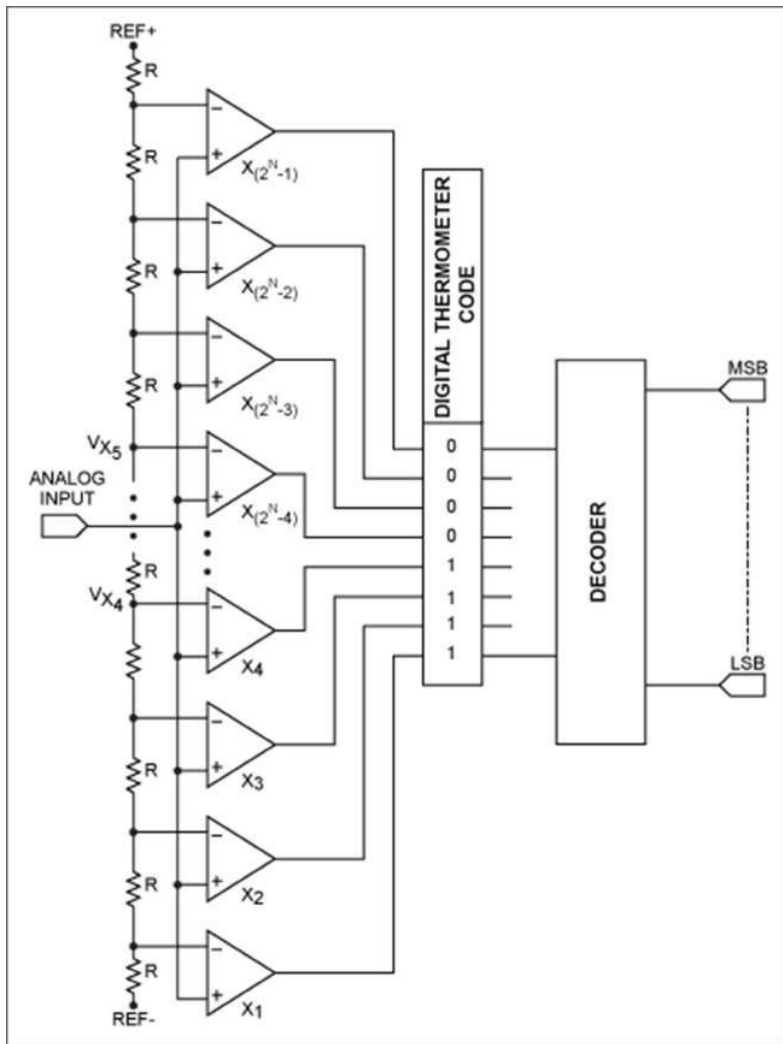 REF+
R
−
+
X(2^N-1)
R
−
+
X(2^N-2)
R
−
+
X(2^N-3)
R
VX5
−
+
X(2^N-4)
ANALOG
INPUT
R
VX4
−
+
X4
−
+
X3
R
−
+
X2
R
−
+
X1
R
REF-
DIGITAL THERMOMETER
CODE
0
0
0
0
1
1
1
1
DECODER
MSB
LSB